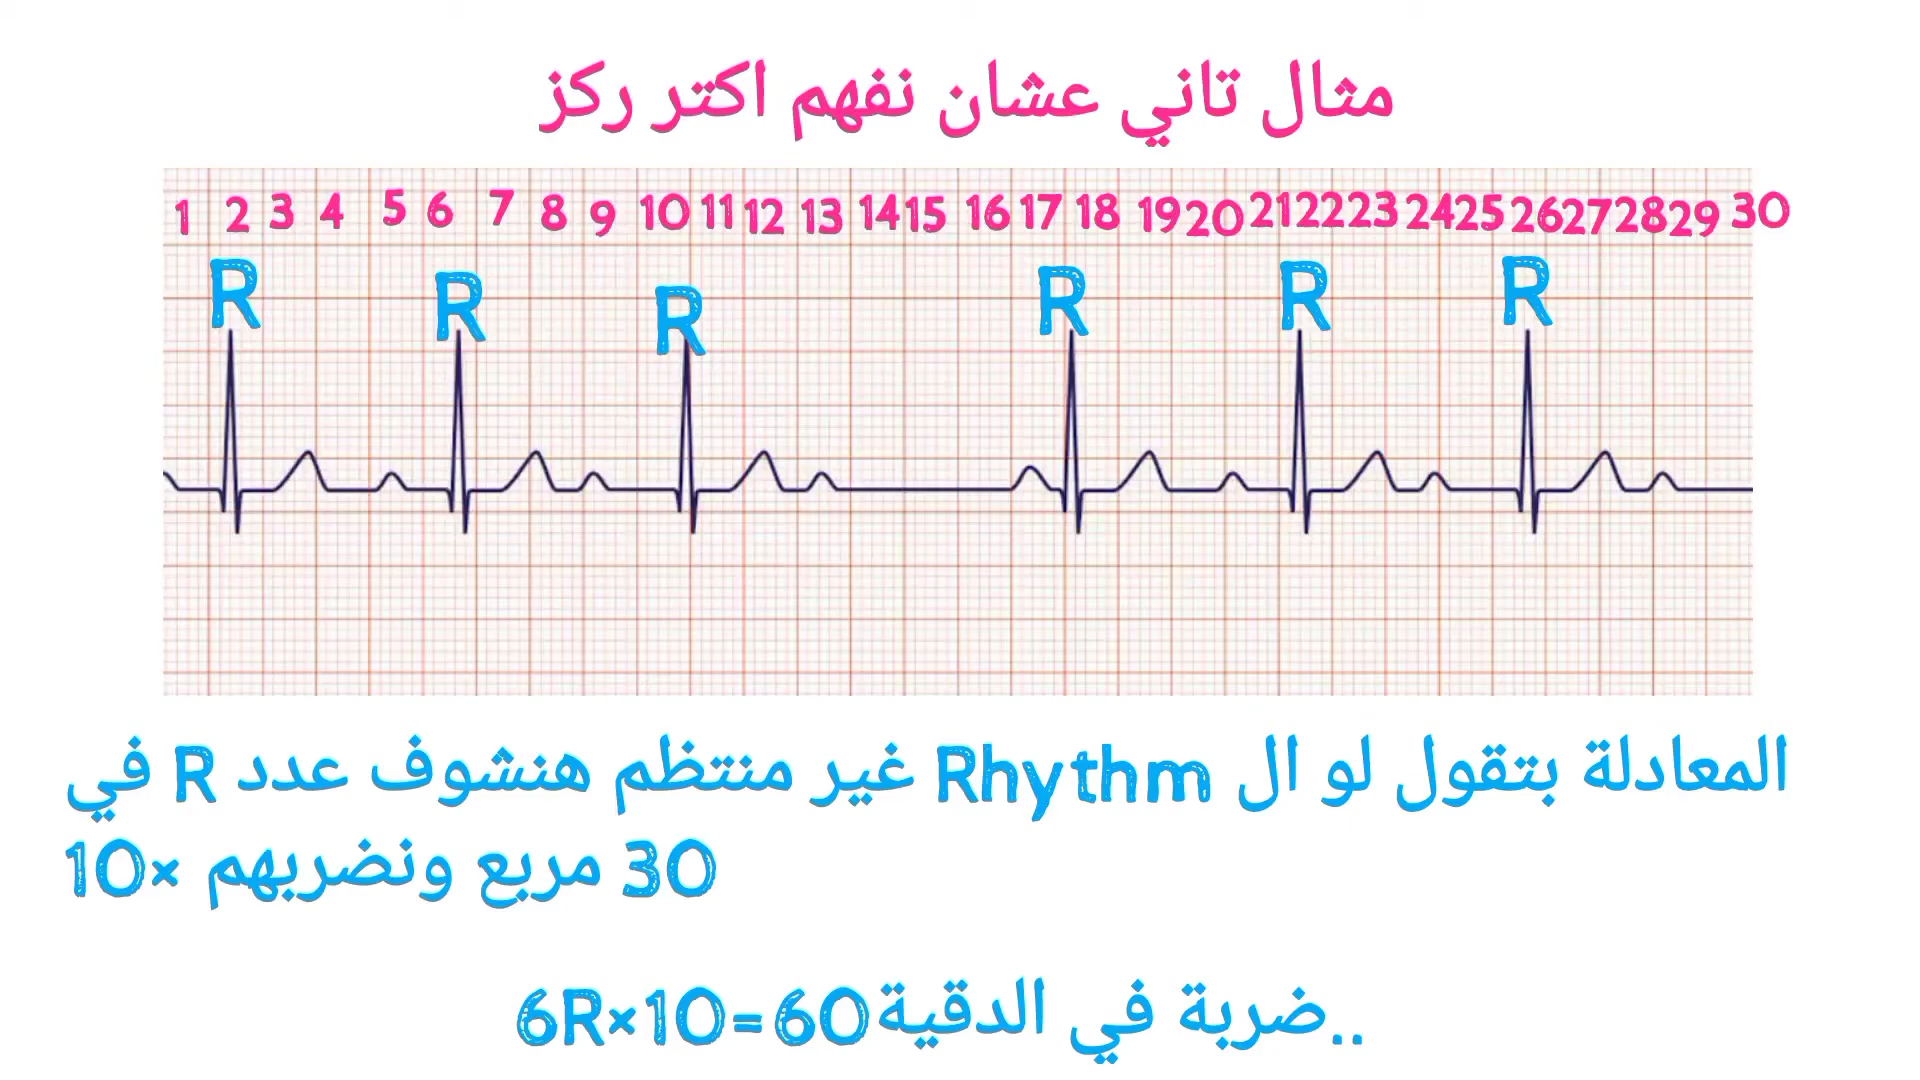 مثال تاني عشان نفهم اكتر ركز
1 2 3 4 5 6 7 8 9 10 11 12 13 14 15 16 17 18 19 20 21 22 23 24 25 26 27 28 29 30
R R R R R R
المعادلة بتقول لو ال Rhythm غير منتظم هنشوف عدد R في
30 مربع ونضربهم ×10
6R×10=60ضربة في الدقية..